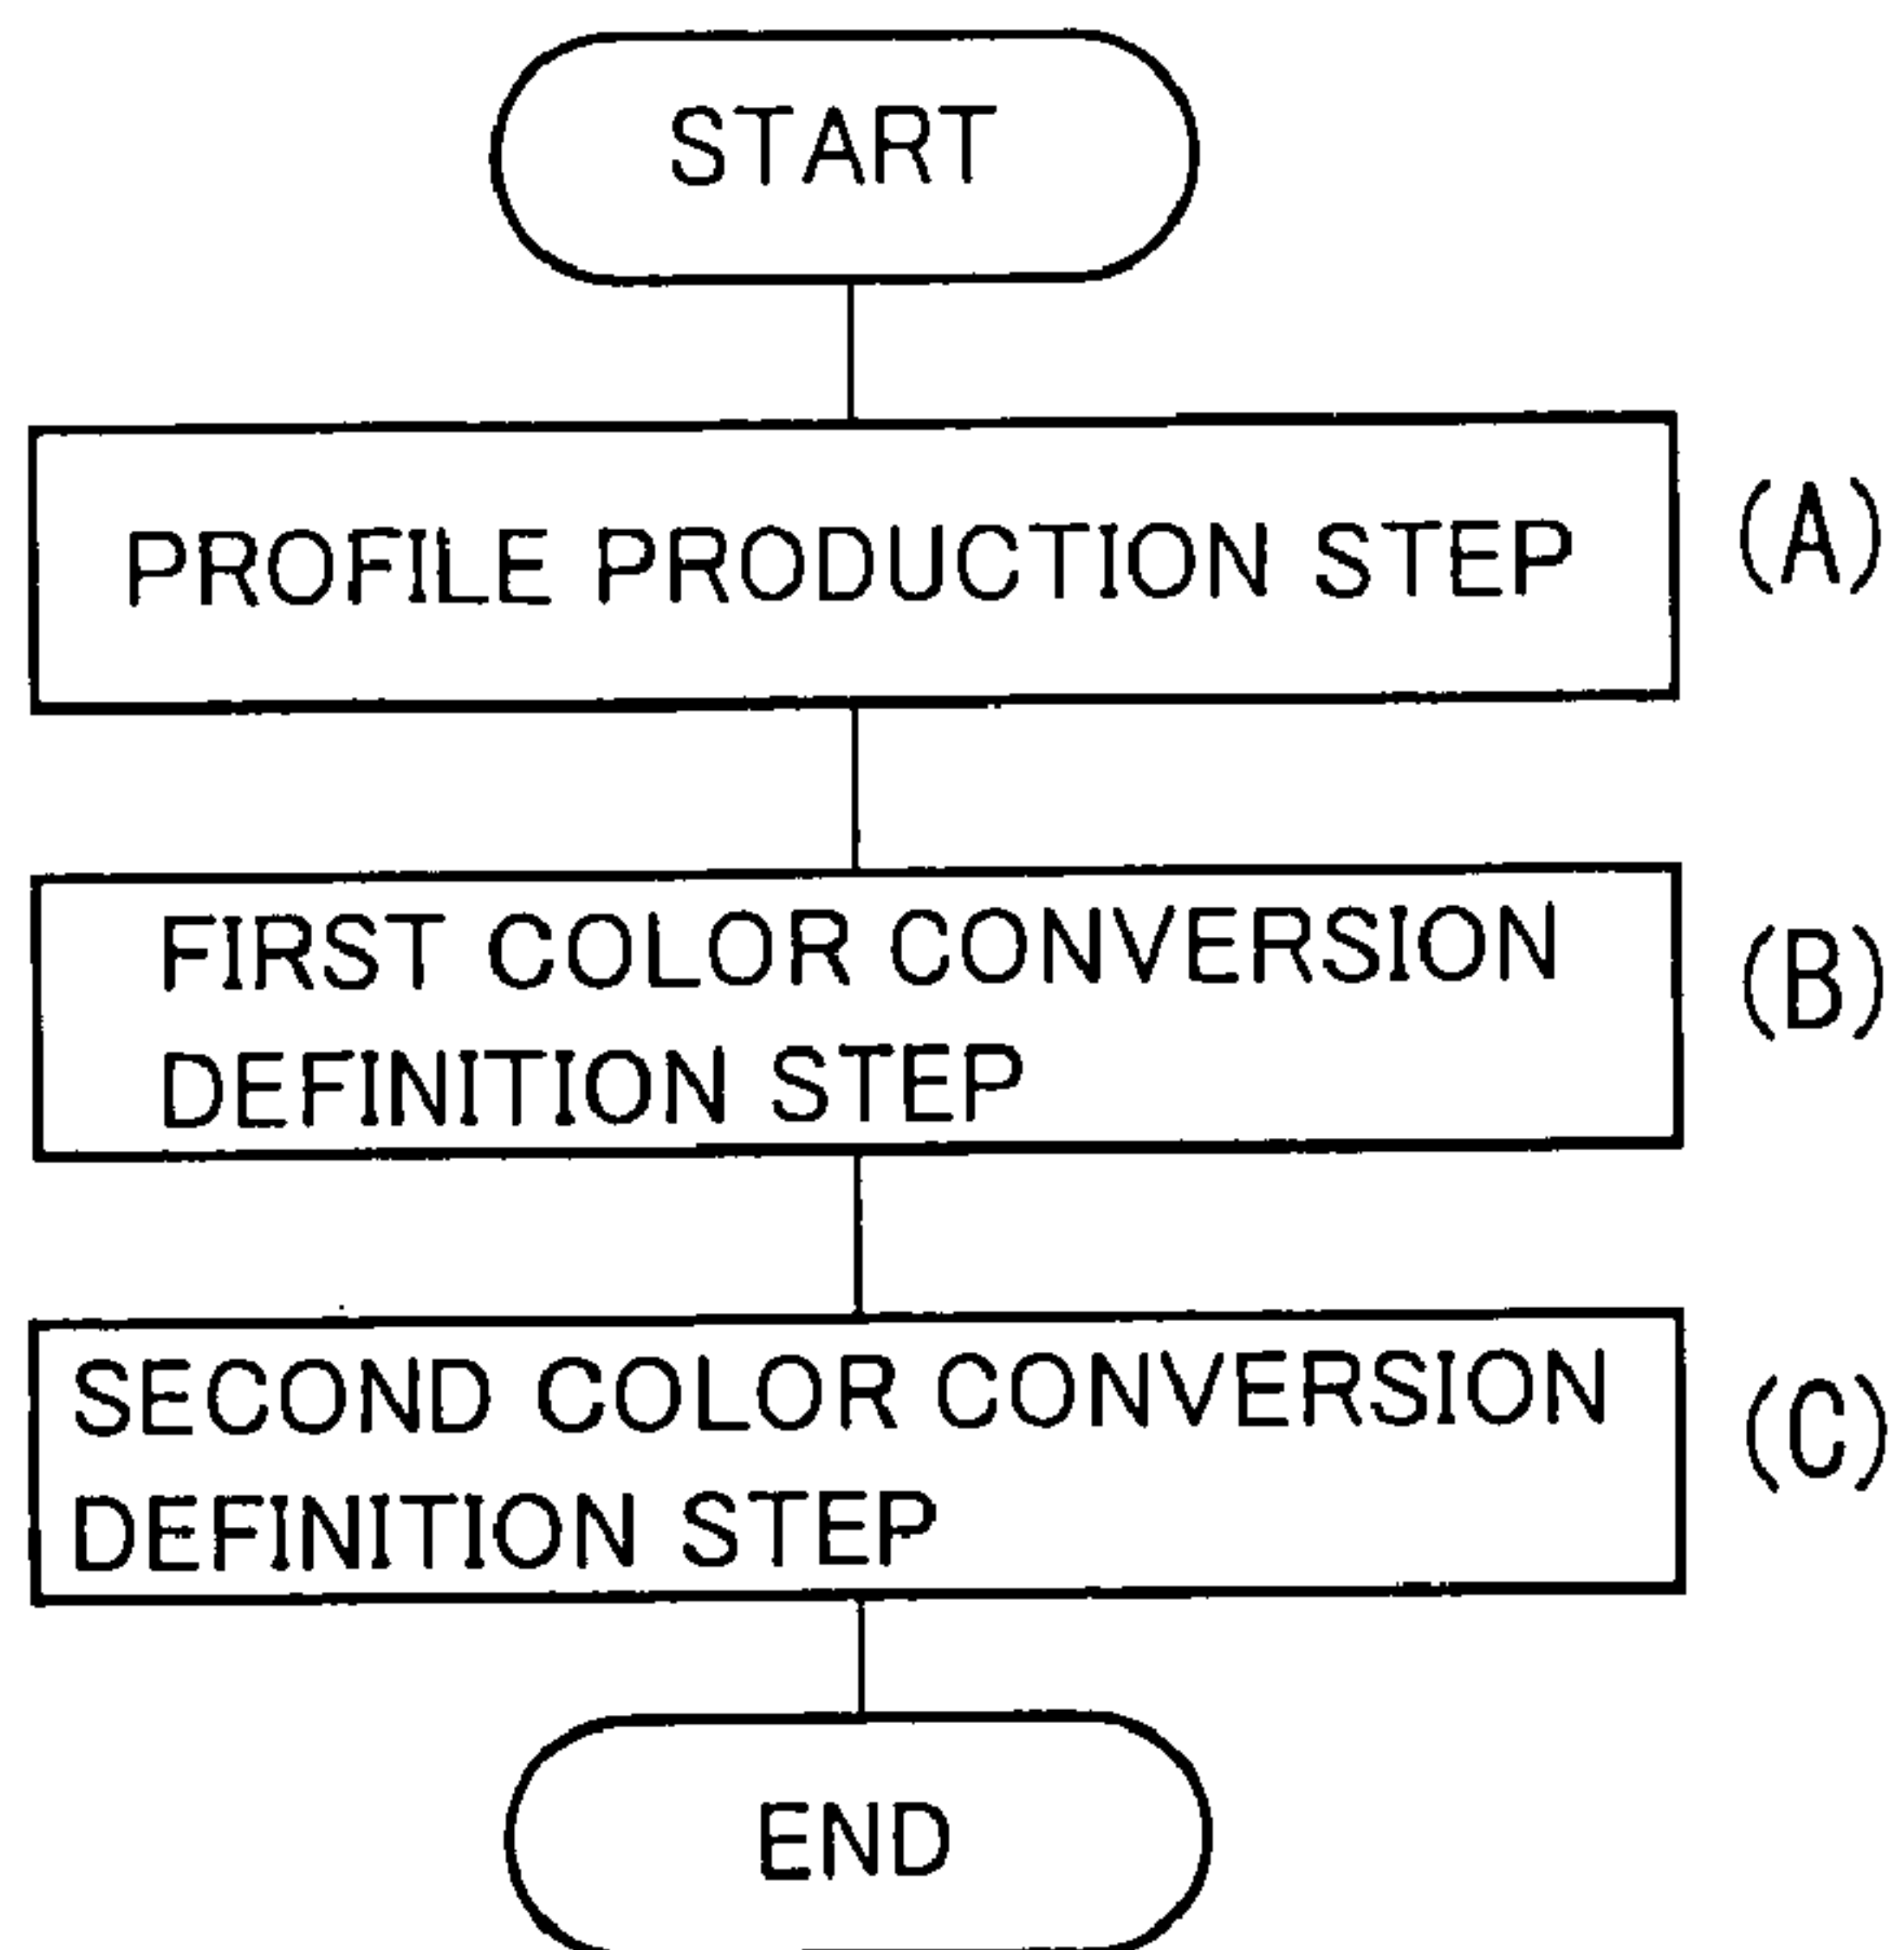 START
PROFILE PRODUCTION STEP
(A)
FIRST COLOR CONVERSION
DEFINITION STEP
(B)
SECOND COLOR CONVERSION
DEFINITION STEP
(C)
END